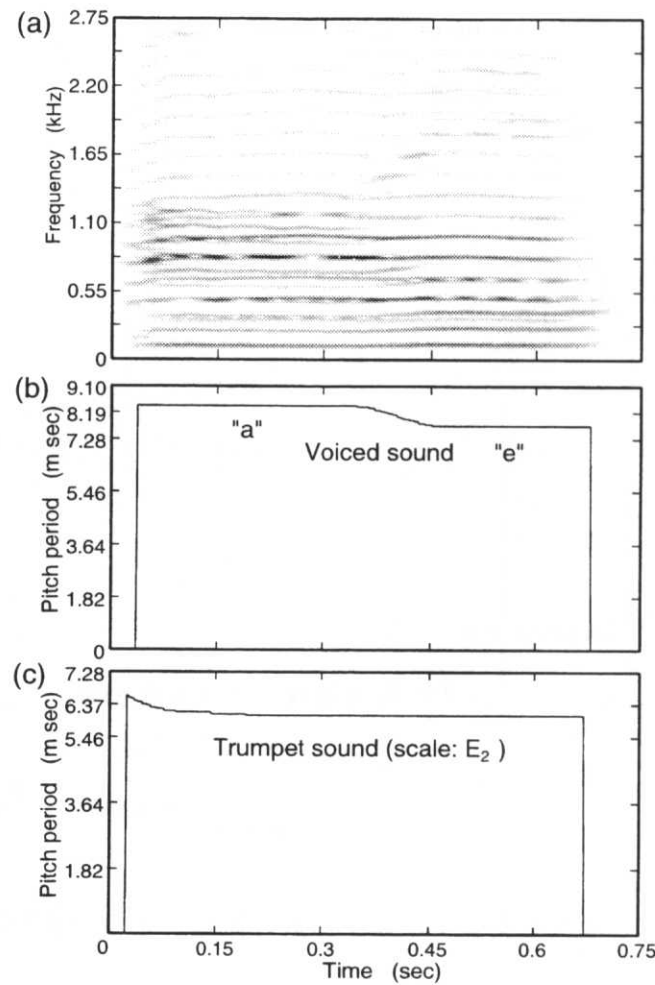 (a)
2.75
2.20
1.65
1.10
0.55
0
Frequency (kHz)
(b)
9.10
8.19
7.28
5.46
3.64
1.82
0
Pitch period (m sec)
"a"
Voiced sound "e"
(c)
7.28
6.37
5.46
3.64
1.82
Pitch period (m sec)
Trumpet sound (scale: E2 )
0 0.15 0.3 0.45 0.6 0.75
Time (sec)